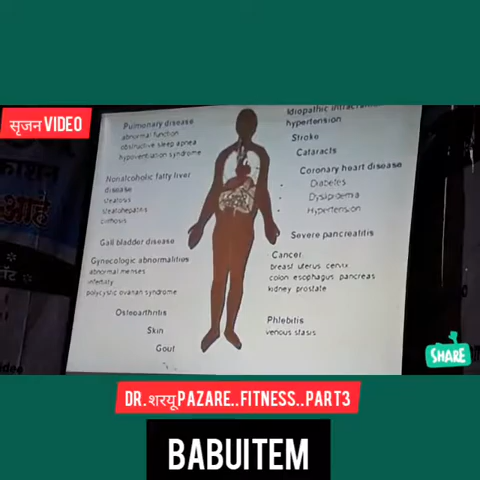 सृजन VIDEO
Pulmonary disease
abnormal function
obstructive sleep apnea
hypoventilation syndrome
Nonalcoholic fatty liver
disease
steatosis
steatohepatitis
cirrhosis
Gall bladder disease
Gynecologic abnormalities
abnormal menses
infertility
polycystic ovarian syndrome
Osteoarthritis
Skin
Gout
Idiopathic intracranial
hypertension
Stroke
Cataracts
Coronary heart disease
Diabetes
Dyslipidemia
Hypertension
Severe pancreatitis
Cancer
breast uterus cervix
colon esophagus pancreas
kidney prostate
Phlebitis
venous stasis
आहे
SHARE
DR. शरयू PAZARE..FITNESS..PART3
BABUITEM